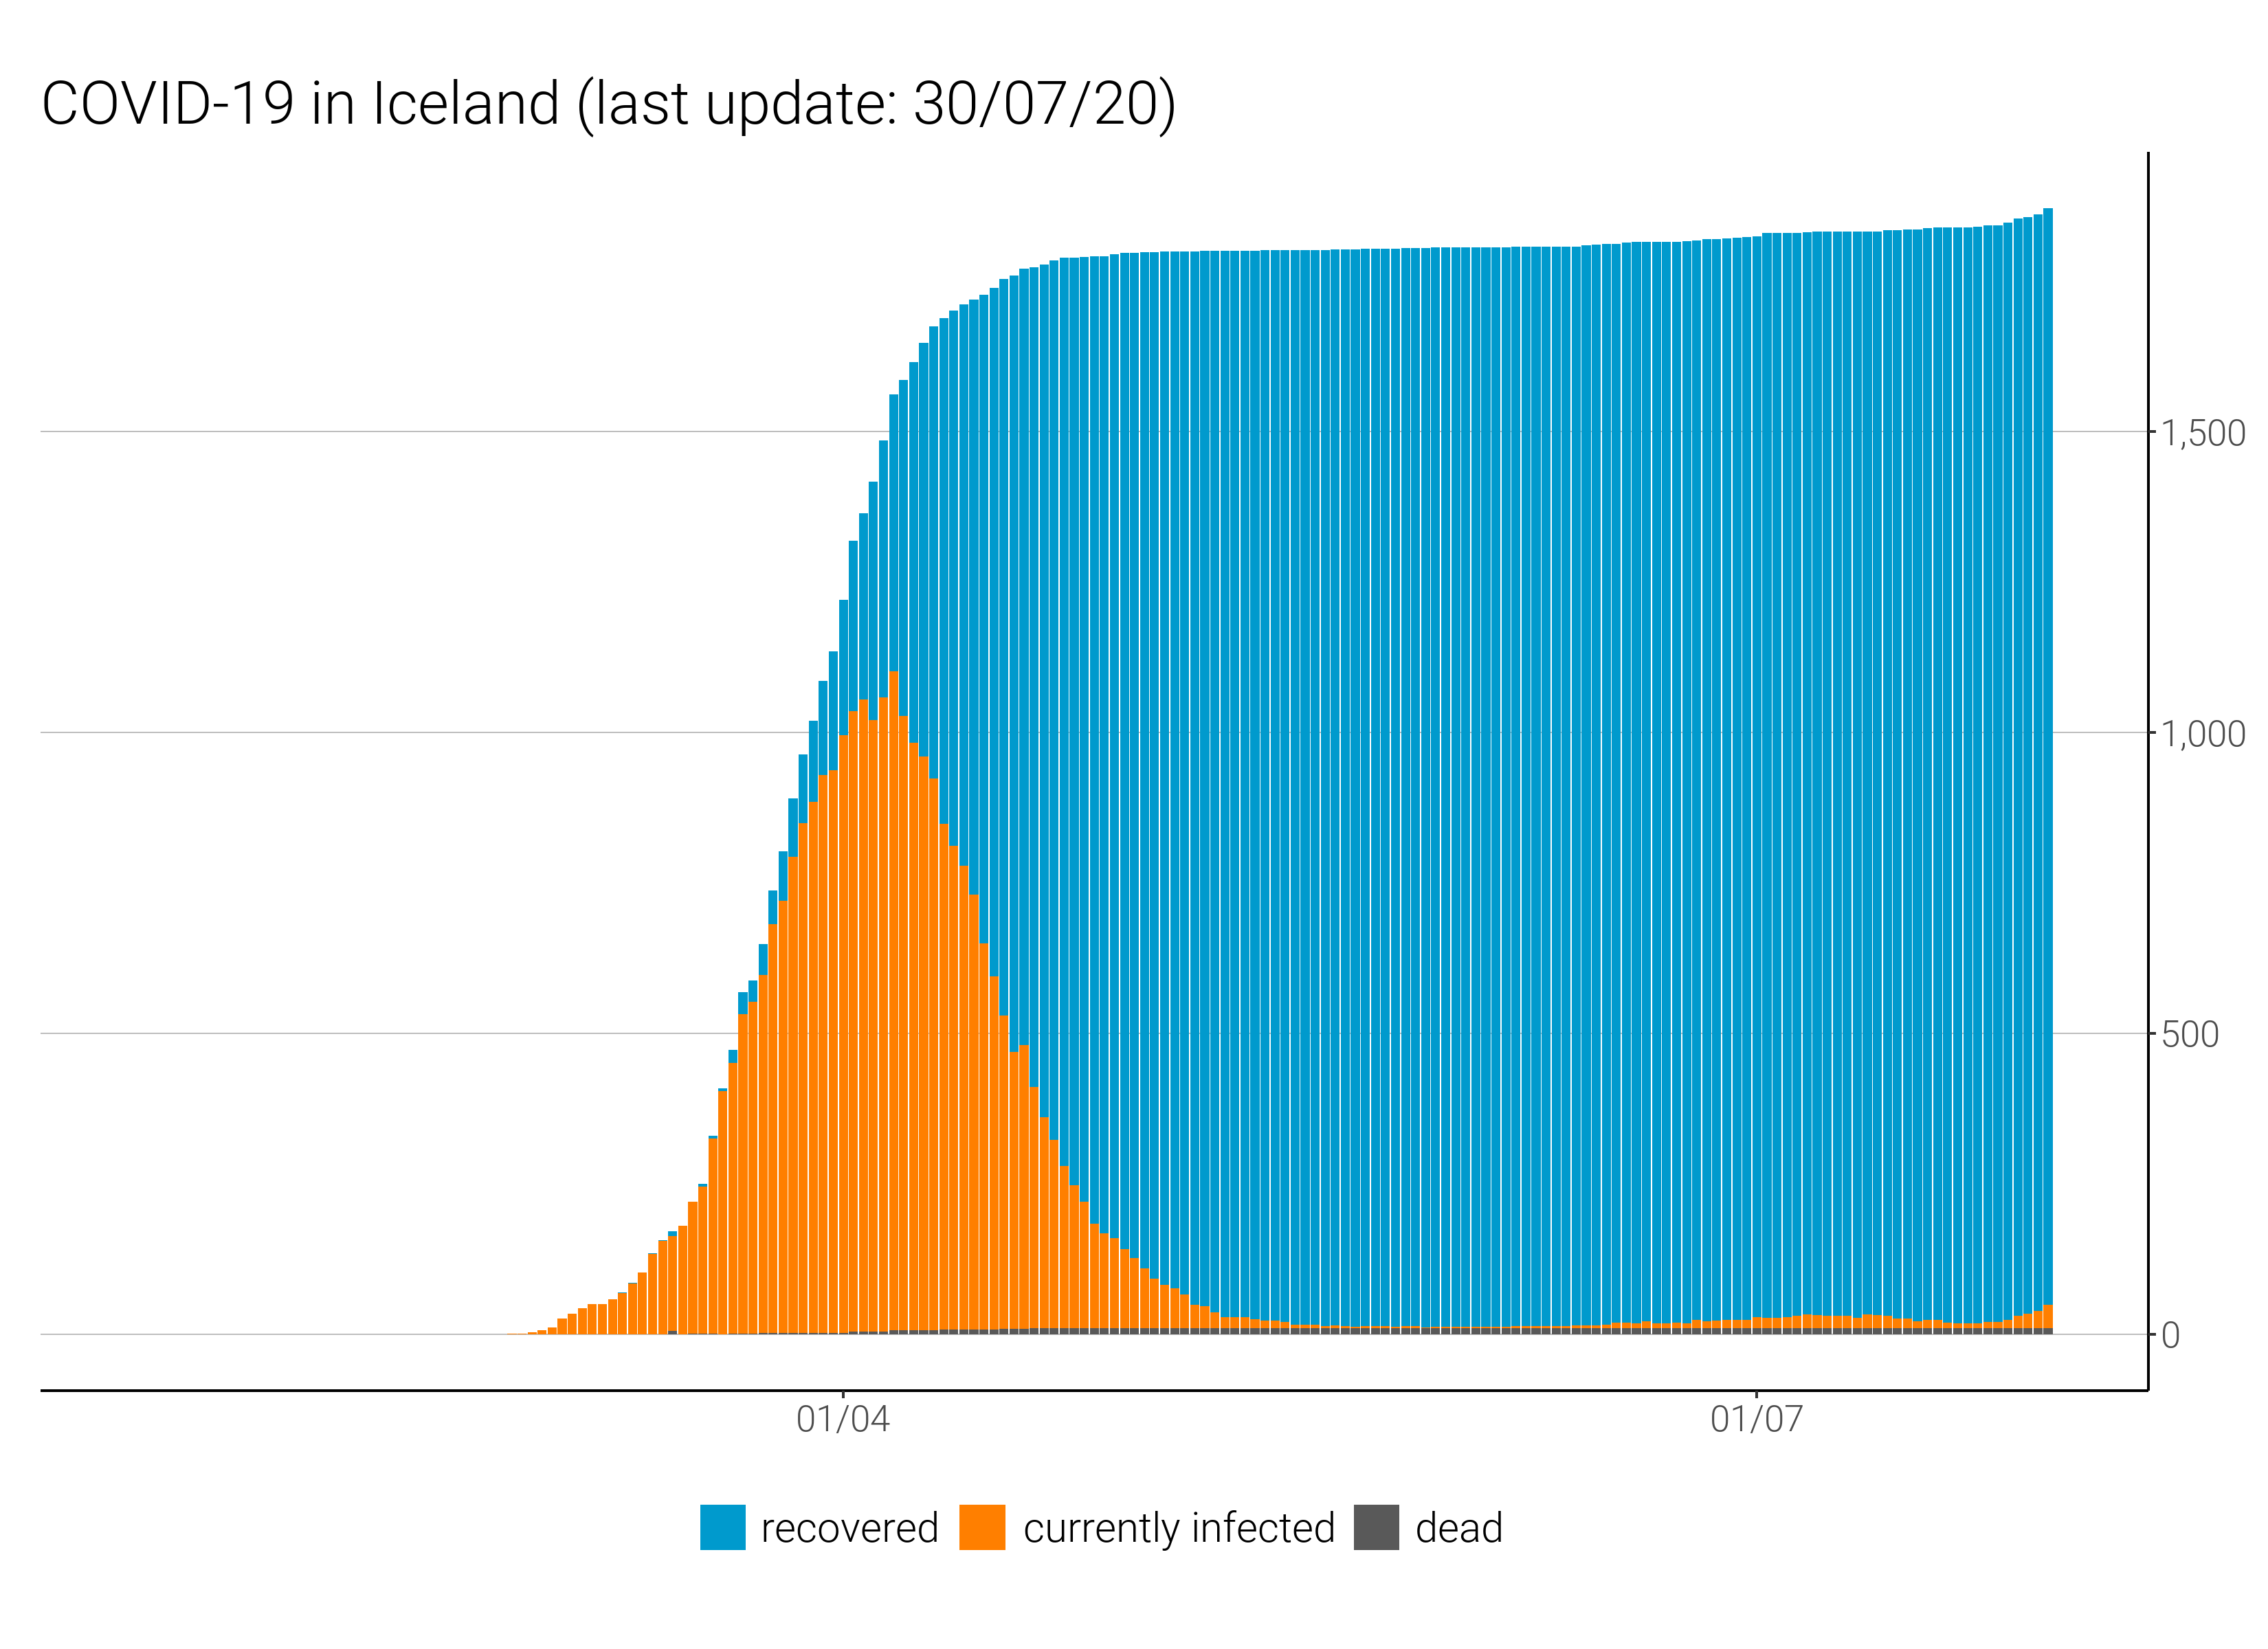 COVID-19 in Iceland (last update: 30/07/20)
1,500
1,000
500
0
01/04 01/07
recovered currently infected dead